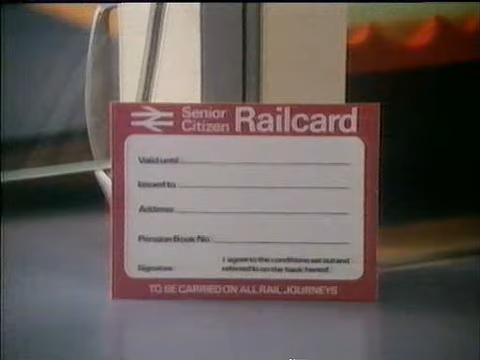 Senior
Citizen Railcard
Valid until
Issued to
Address
Pension Book No.
I agree to the conditions set out and
Signature referred to on the back hereof.
TO BE CARRIED ON ALL RAIL JOURNEYS